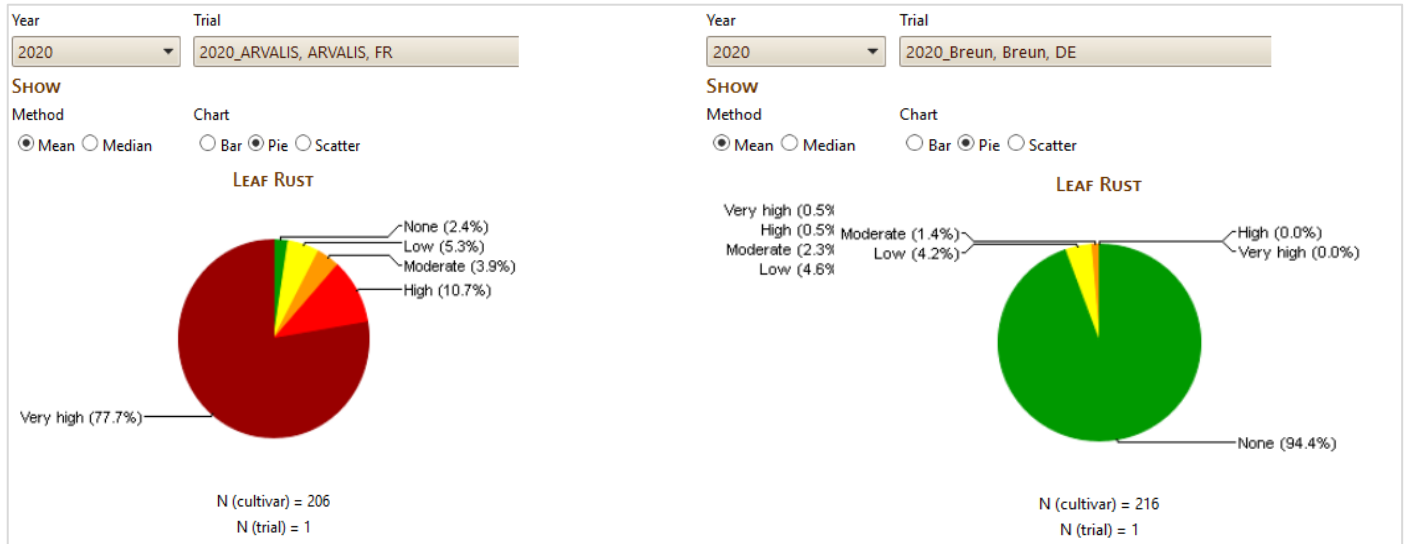 Year
Trial
2020
2020_ARVALIS, ARVALIS, FR
SHOW
Method
Chart
Mean
Median
Bar
Pie
Scatter
LEAF RUST
None (2.4%)
Low (5.3%)
Moderate (3.9%)
High (10.7%)
Very high (77.7%)
N (cultivar) = 206
N (trial) = 1
Year
Trial
2020
2020_Breun, Breun, DE
SHOW
Method
Chart
Mean
Median
Bar
Pie
Scatter
LEAF RUST
Very high (0.5%
High (0.5%
Moderate (2.3%
Low (4.6%
Moderate (1.4%)
Low (4.2%)
High (0.0%)
Very high (0.0%)
None (94.4%)
N (cultivar) = 216
N (trial) = 1